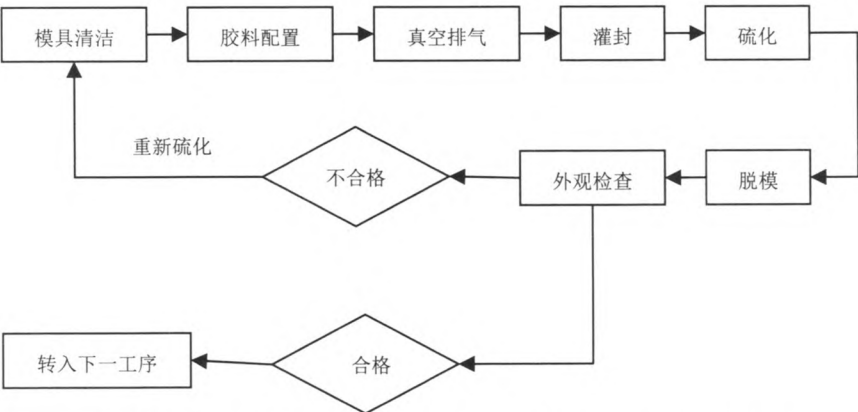 模具清洁
胶料配置
真空排气
灌封
硫化
重新硫化
不合格
外观检查
脱模
转入下一工序
合格